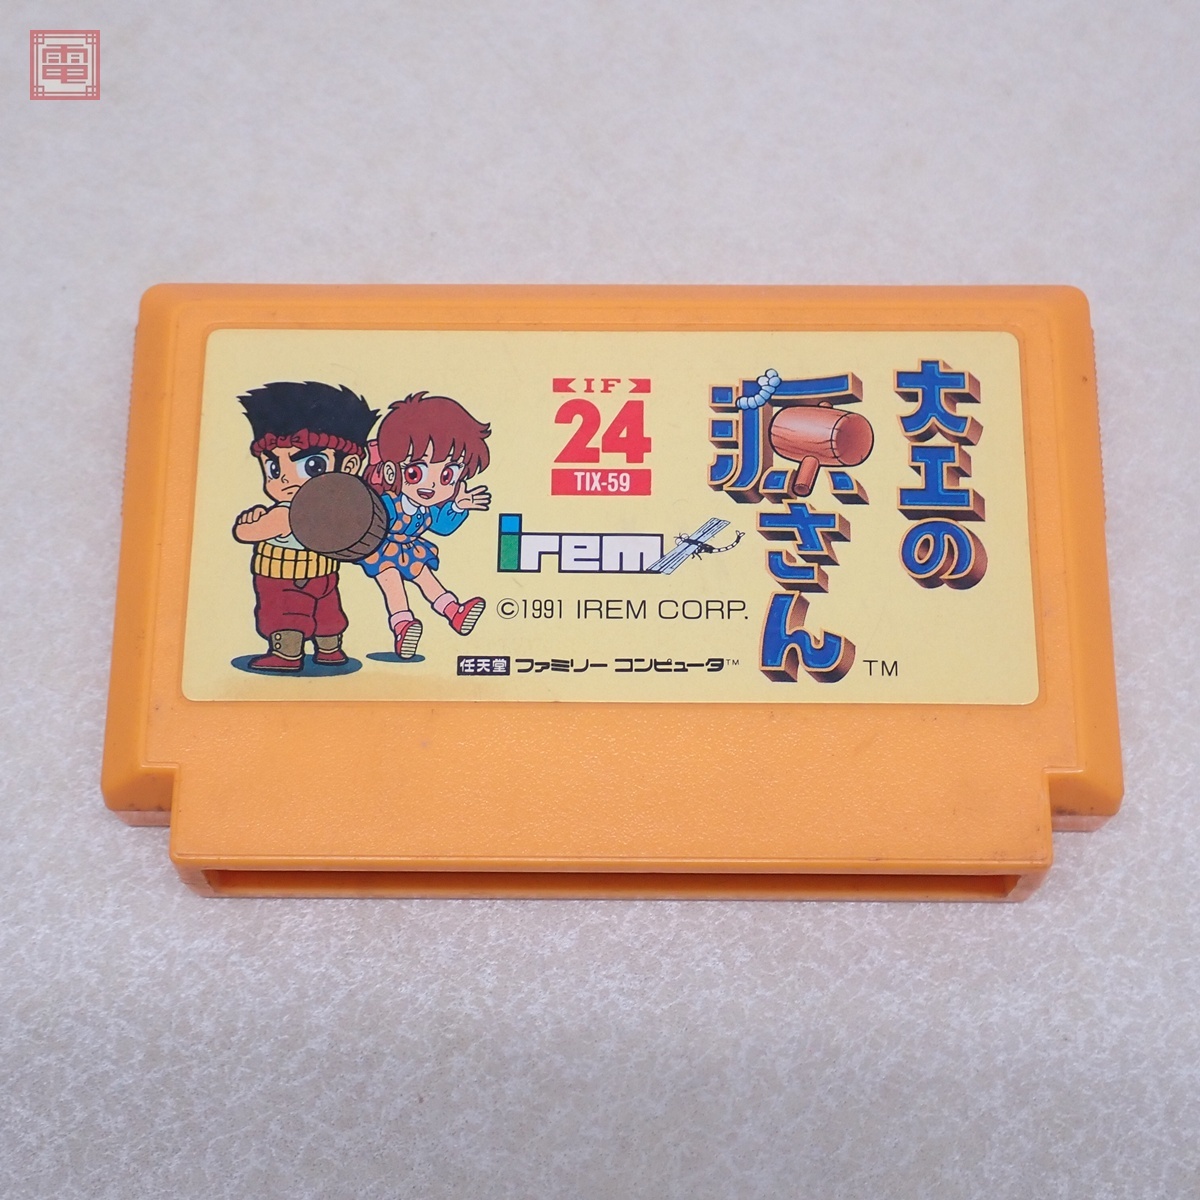 電
大工の
源さん
TM
IF
24
TIX-59
irem
©1991 IREM CORP.
任天堂 ファミリー コンピュータ™